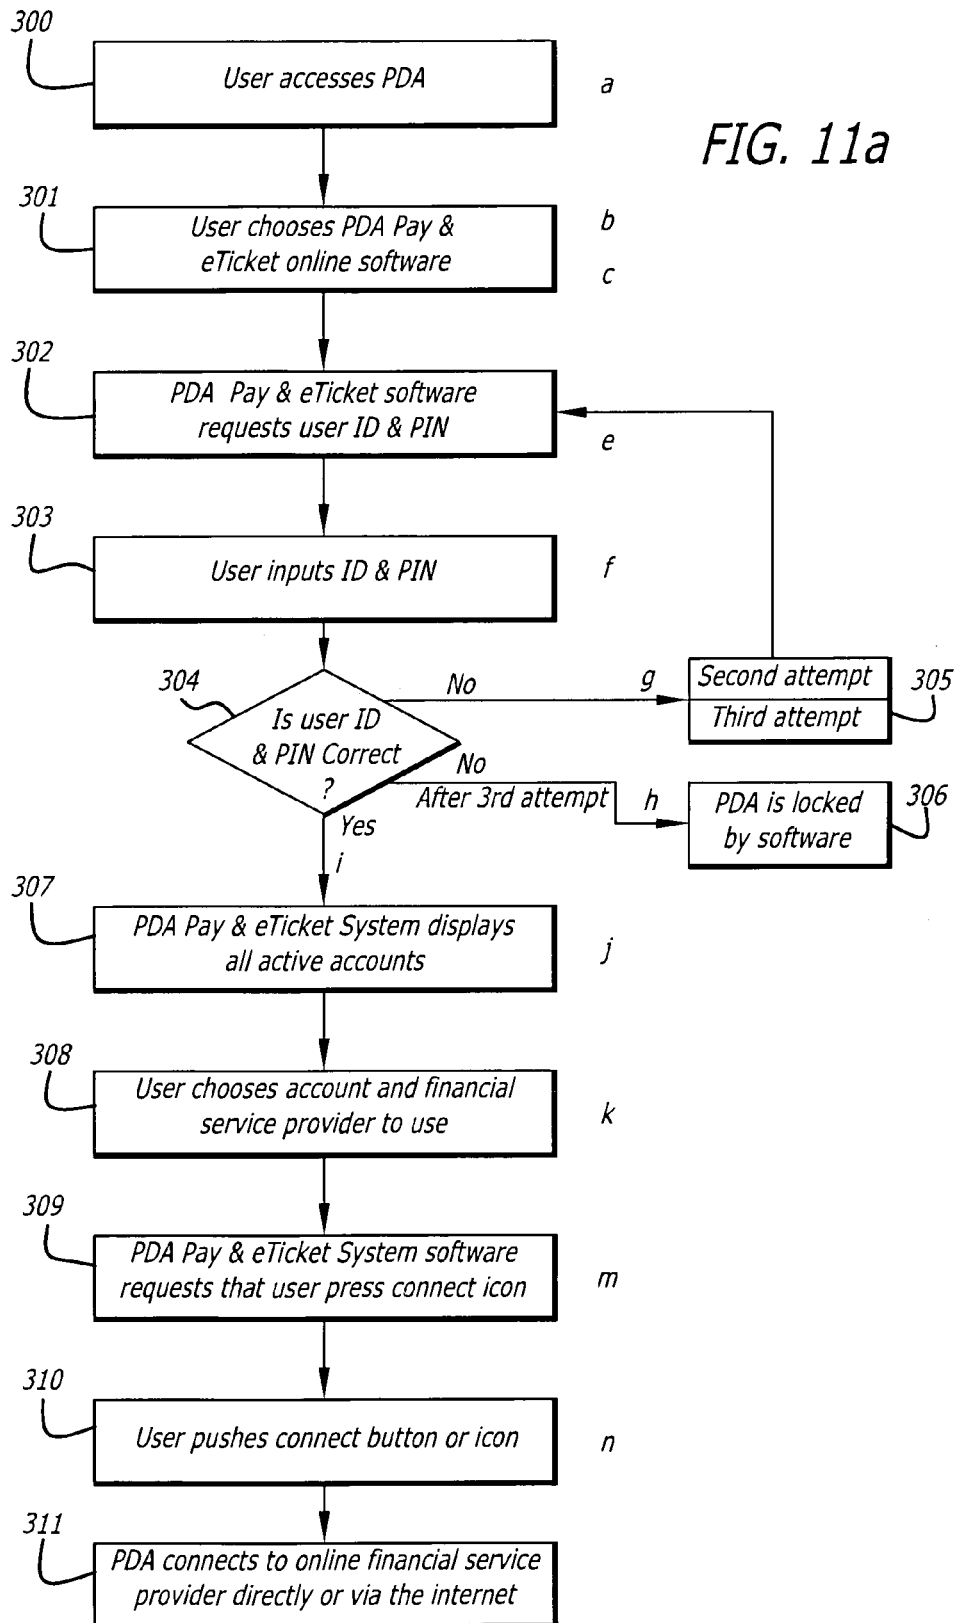 300
User accesses PDA
a
FIG. 11a
301
User chooses PDA Pay &
eTicket online software
b
c
302
PDA Pay & eTicket software
requests user ID & PIN
e
303
User inputs ID & PIN
f
304
Is user ID
& PIN Correct
?
No
g
Second attempt
Third attempt
305
No
After 3rd attempt
h
PDA is locked
by software
306
Yes
i
307
PDA Pay & eTicket System displays
all active accounts
j
308
User chooses account and financial
service provider to use
k
309
PDA Pay & eTicket System software
requests that user press connect icon
m
310
User pushes connect button or icon
n
311
PDA connects to online financial service
provider directly or via the internet